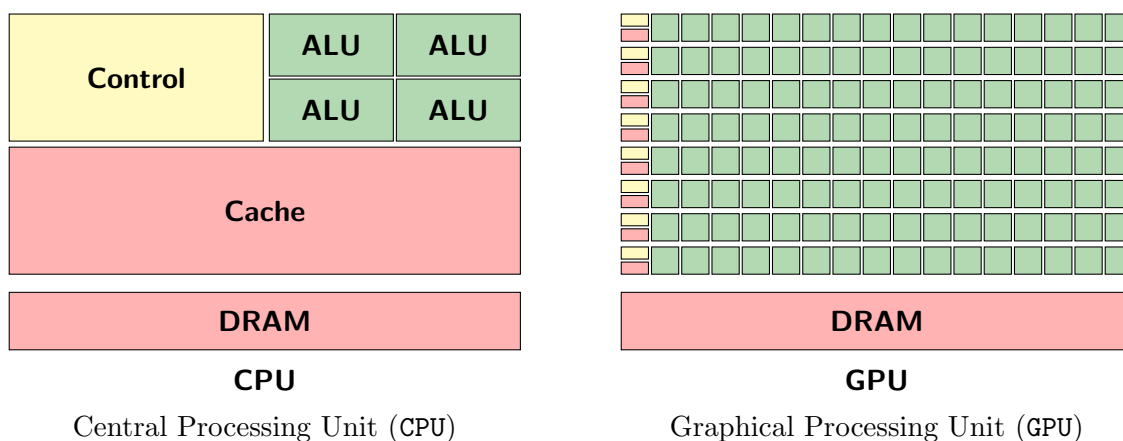 Control
ALU ALU
ALU ALU
Cache
DRAM
CPU
Central Processing Unit (CPU)
DRAM
GPU
Graphical Processing Unit (GPU)